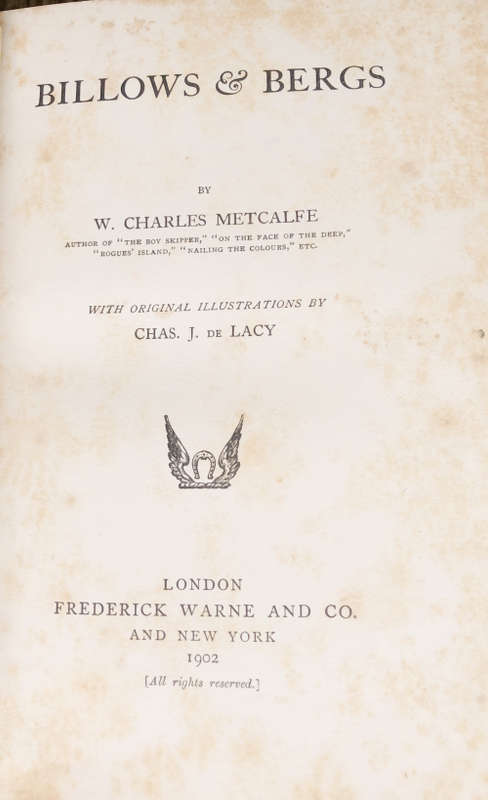 BILLOWS & BERGS
BY
W. CHARLES METCALFE
AUTHOR OF "THE BOY SKIPPER," "ON THE FACE OF THE DEEP,"
"ROGUES' ISLAND," "NAILING THE COLOURS," ETC.
WITH ORIGINAL ILLUSTRATIONS BY
CHAS. J. DE LACY
LONDON
FREDERICK WARNE AND CO.
AND NEW YORK
1902
[All rights reserved.]